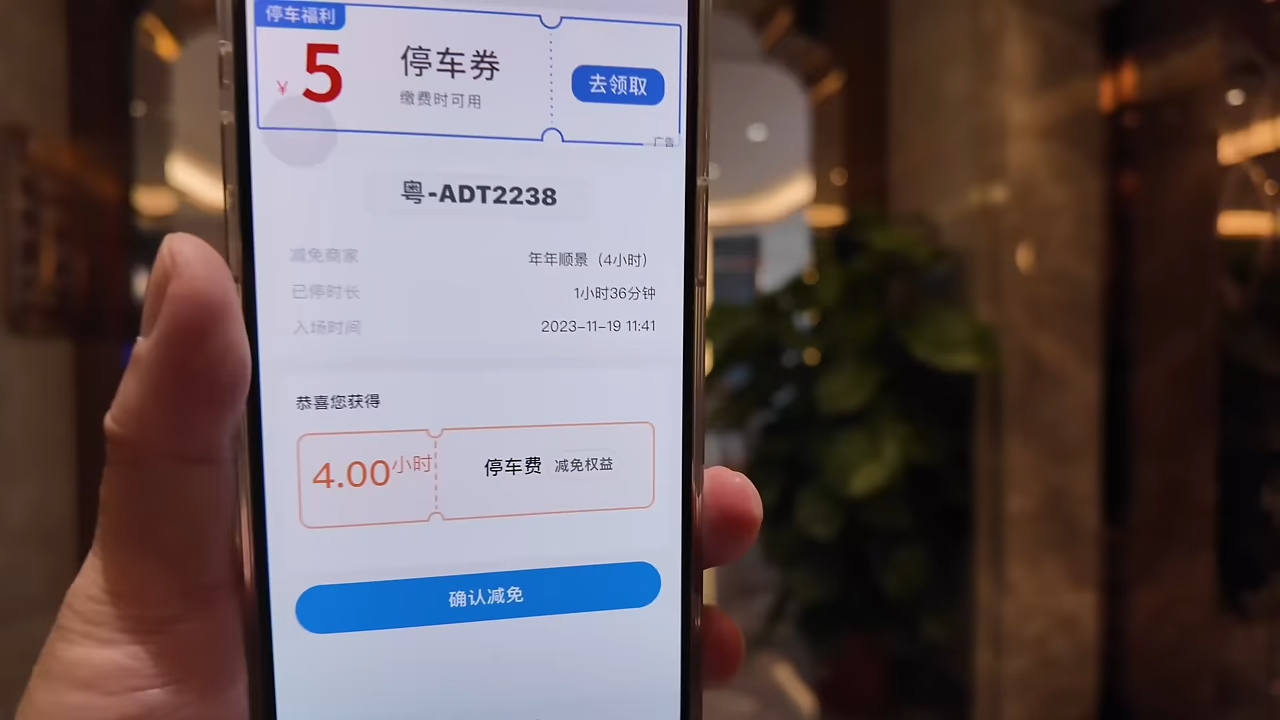 停车福利
¥ 5 停车券
缴费时可用
去领取
广告
粤-ADT2238
减免商家 年年顺景（4小时）
已停时长 1小时36分钟
入场时间 2023-11-19 11:41
恭喜您获得
4.00小时 停车费 减免权益
确认减免